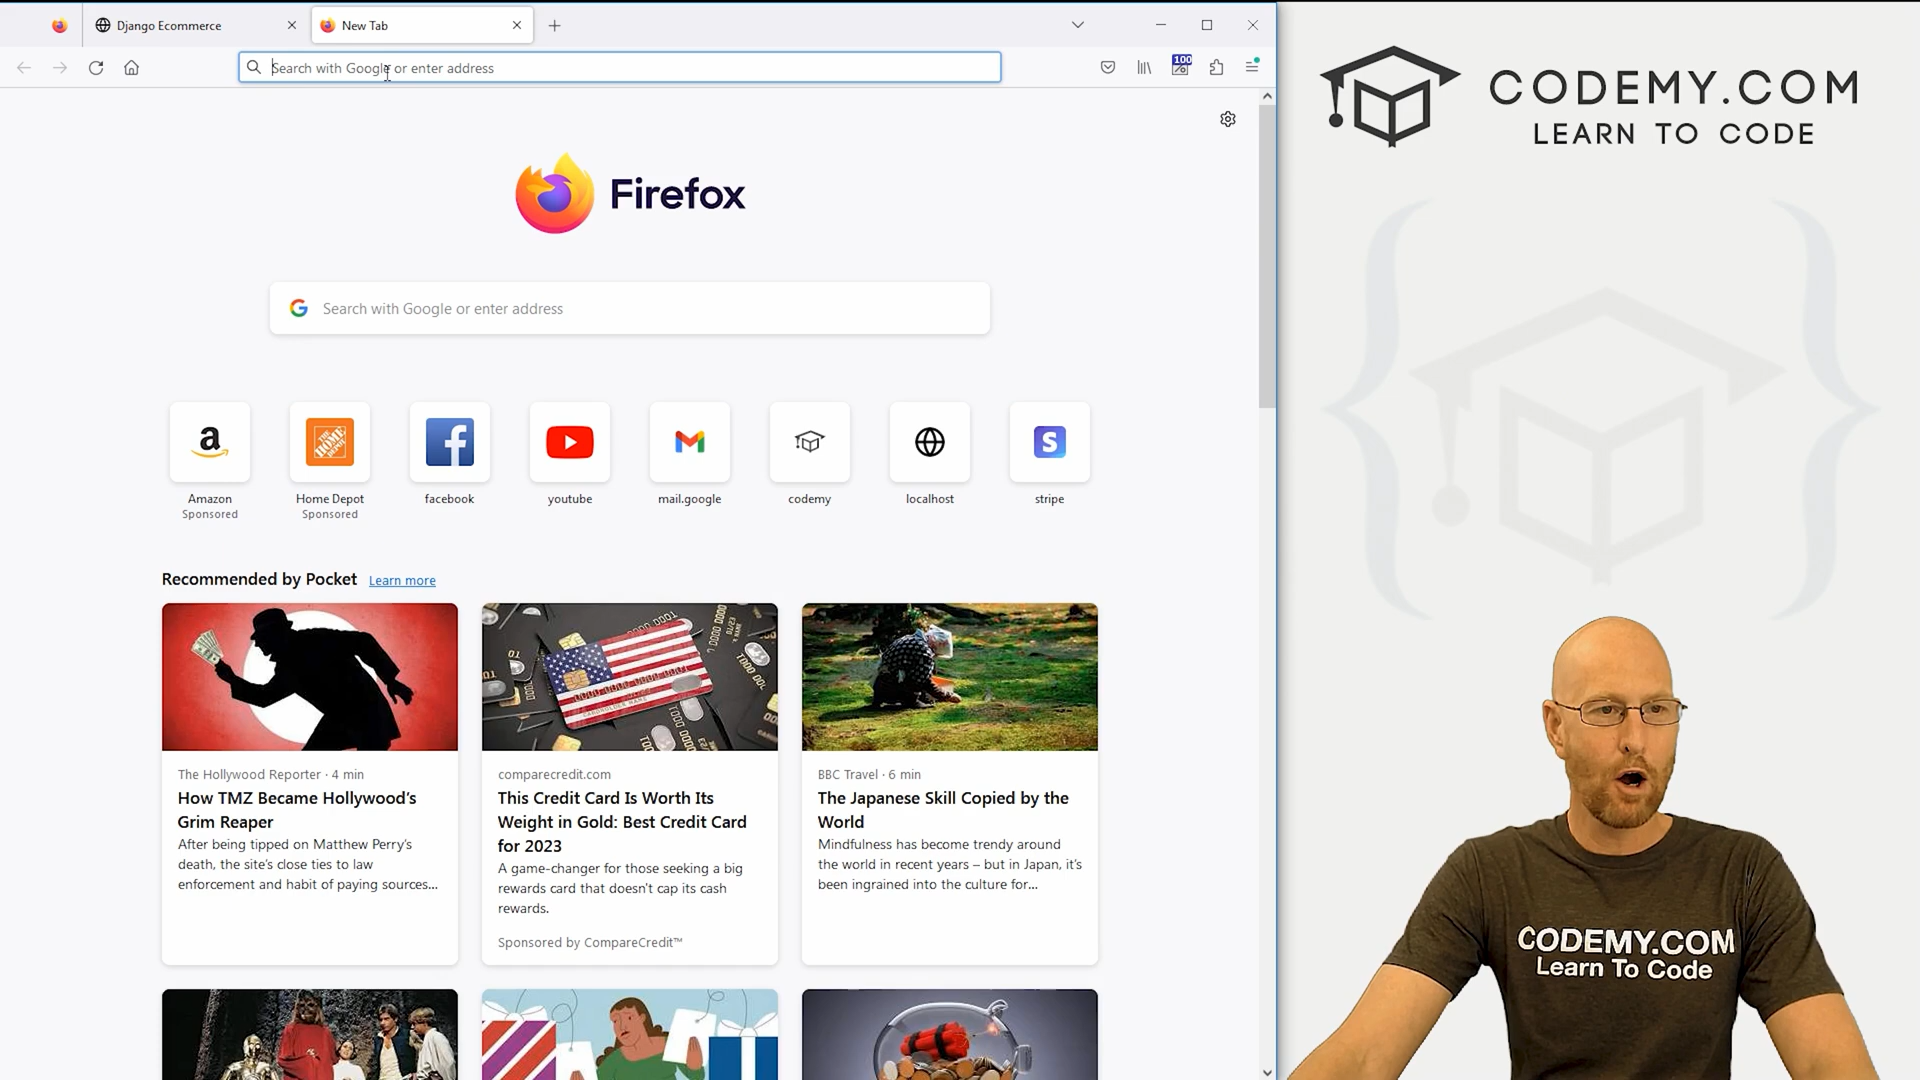 Django Ecommerce
New Tab
Search with Google or enter address
100
CODEMY.COM
LEARN TO CODE
Firefox
Search with Google or enter address
a
THE HOME DEPOT
f
S
Amazon
Sponsored
Home Depot
Sponsored
facebook
youtube
mail.google
codemy
localhost
stripe
Recommended by Pocket
Learn more
The Hollywood Reporter · 4 min
How TMZ Became Hollywood's
Grim Reaper
After being tipped on Matthew Perry's
death, the site's close ties to law
enforcement and habit of paying sources...
comparecredit.com
This Credit Card Is Worth Its
Weight in Gold: Best Credit Card
for 2023
A game-changer for those seeking a big
rewards card that doesn't cap its cash
rewards.
Sponsored by CompareCredit™
BBC Travel · 6 min
The Japanese Skill Copied by the
World
Mindfulness has become trendy around
the world in recent years – but in Japan, it's
been ingrained into the culture for...
CODEMY.COM
Learn To Code